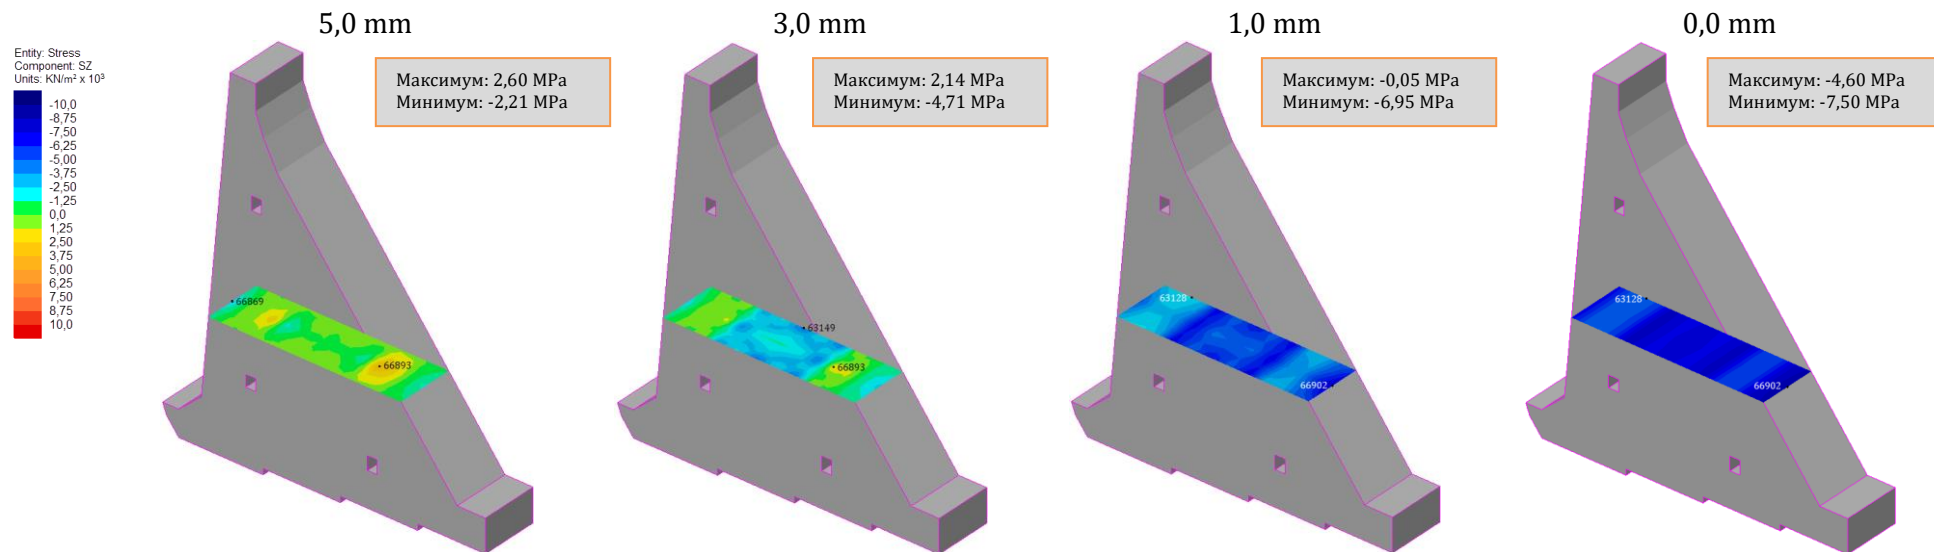 5,0 mm
3,0 mm
1,0 mm
0,0 mm
Entity: Stress
Component: SZ
Units: KN/m² x 10³
-10,0
-8,75
-7,50
-6,25
-5,00
-3,75
-2,50
-1,25
0,0
1,25
2,50
3,75
5,00
6,25
7,50
8,75
10,0
Максимум: 2,60 MPa
Минимум: -2,21 MPa
Максимум: 2,14 MPa
Минимум: -4,71 MPa
Максимум: -0,05 MPa
Минимум: -6,95 MPa
Максимум: -4,60 MPa
Минимум: -7,50 MPa
66869
66893
63149
66893
63128
66902
63128
66902